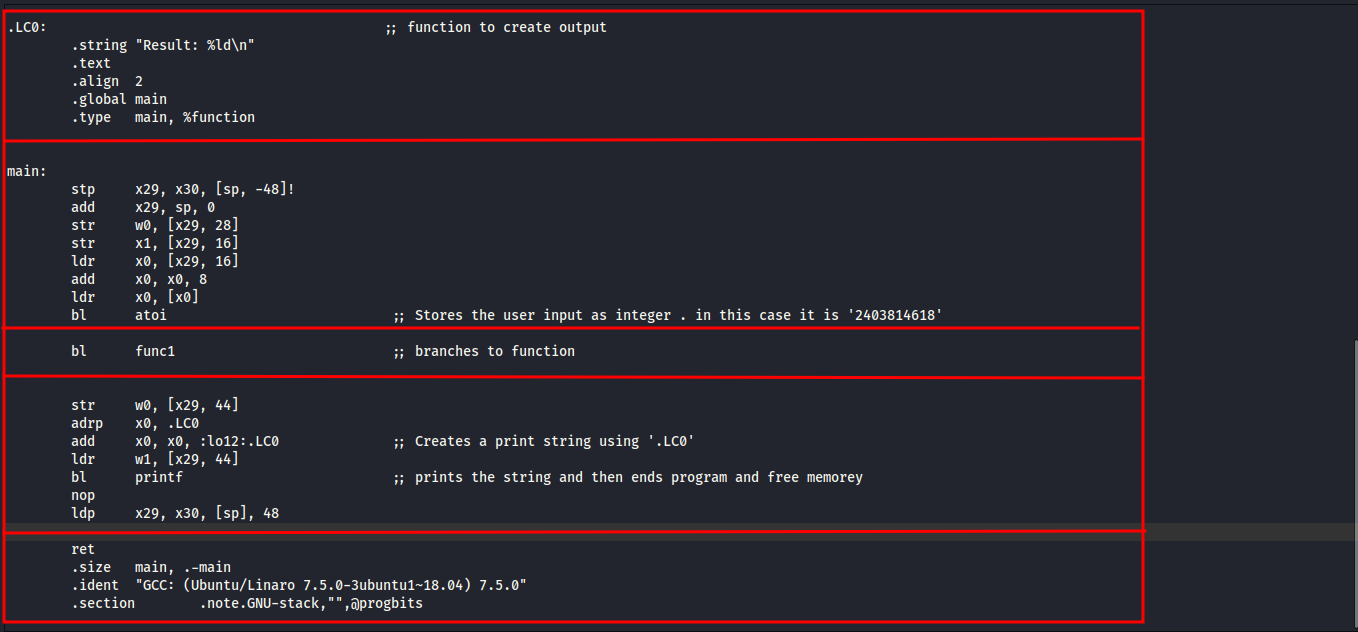 .LC0: ;; function to create output
.string "Result: %ld\n"
.text
.align 2
.global main
.type main, %function
main:
stp x29, x30, [sp, -48]!
add x29, sp, 0
str w0, [x29, 28]
str x1, [x29, 16]
ldr x0, [x29, 16]
add x0, x0, 8
ldr x0, [x0]
bl atoi ;; Stores the user input as integer . in this case it is '2403814618'
bl func1 ;; branches to function
str w0, [x29, 44]
adrp x0, .LC0
add x0, x0, :lo12:.LC0 ;; Creates a print string using '.LC0'
ldr w1, [x29, 44]
bl printf ;; prints the string and then ends program and free memorey
nop
ldp x29, x30, [sp], 48
ret
.size main, .-main
.ident "GCC: (Ubuntu/Linaro 7.5.0-3ubuntu1~18.04) 7.5.0"
.section .note.GNU-stack,"",@progbits